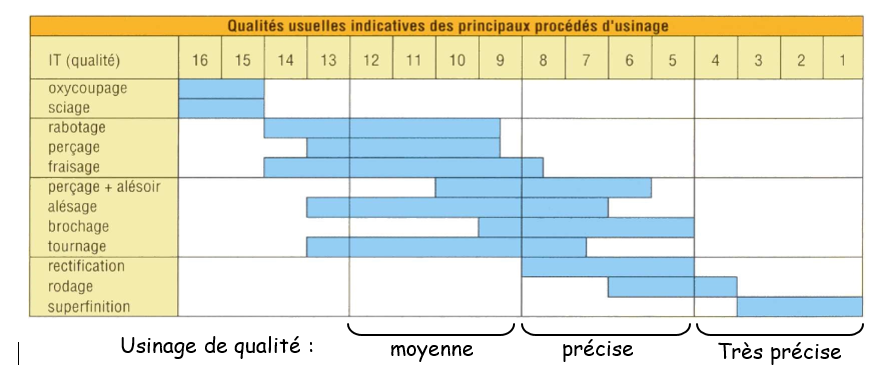 Qualités usuelles indicatives des principaux procédés d'usinage
IT (qualité) 16 15 14 13 12 11 10 9 8 7 6 5 4 3 2 1
oxycoupage
sciage
rabotage
perçage
fraisage
perçage + alésoir
alésage
brochage
tournage
rectification
rodage
superfinition
Usinage de qualité : moyenne précise Très précise